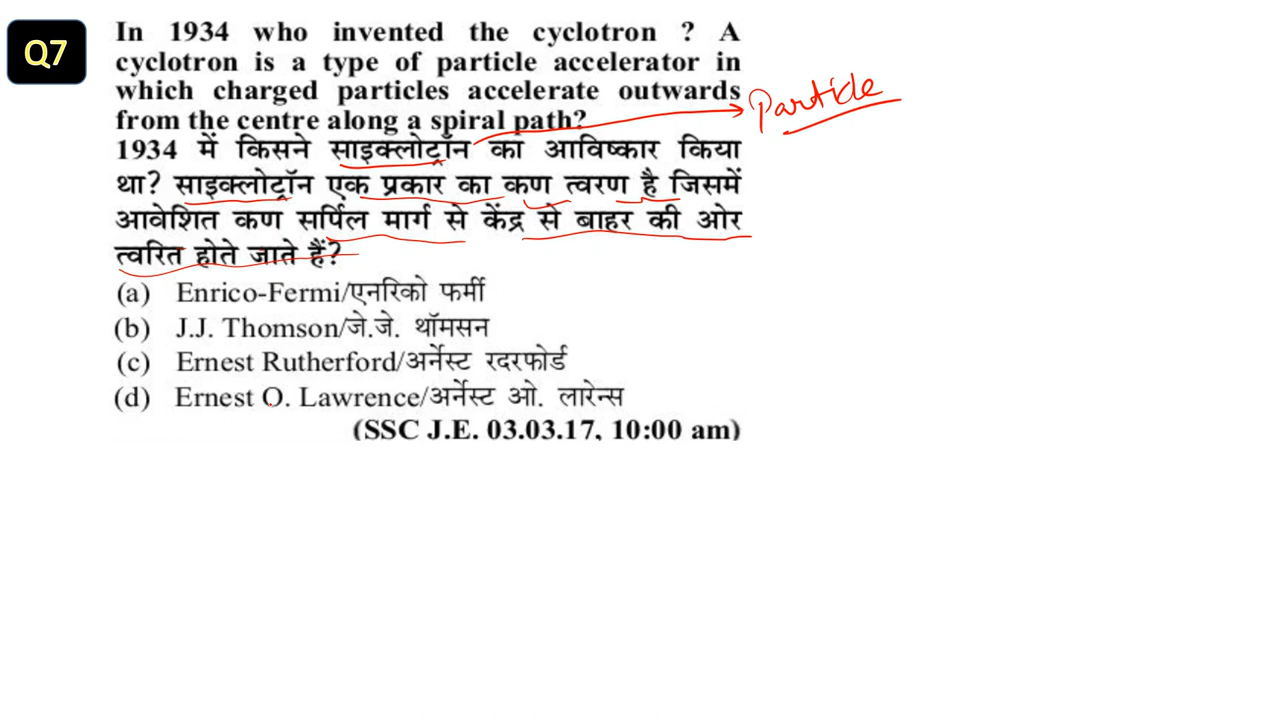 Q7
In 1934 who invented the cyclotron ? A
cyclotron is a type of particle accelerator in
which charged particles accelerate outwards
from the centre along a spiral path?
Particle
1934 में किसने साइक्लोट्रॉन का आविष्कार किया
था? साइक्लोट्रॉन एक प्रकार का कण त्वरण है जिसमें
आवेशित कण सर्पिल मार्ग से केंद्र से बाहर की ओर
त्वरित होते जाते हैं?
(a) Enrico-Fermi/एनरिको फर्मी
(b) J.J. Thomson/जे.जे. थॉमसन
(c) Ernest Rutherford/अर्नेस्ट रदरफोर्ड
(d) Ernest O. Lawrence/अर्नेस्ट ओ. लारेन्स
(SSC J.E. 03.03.17, 10:00 am)